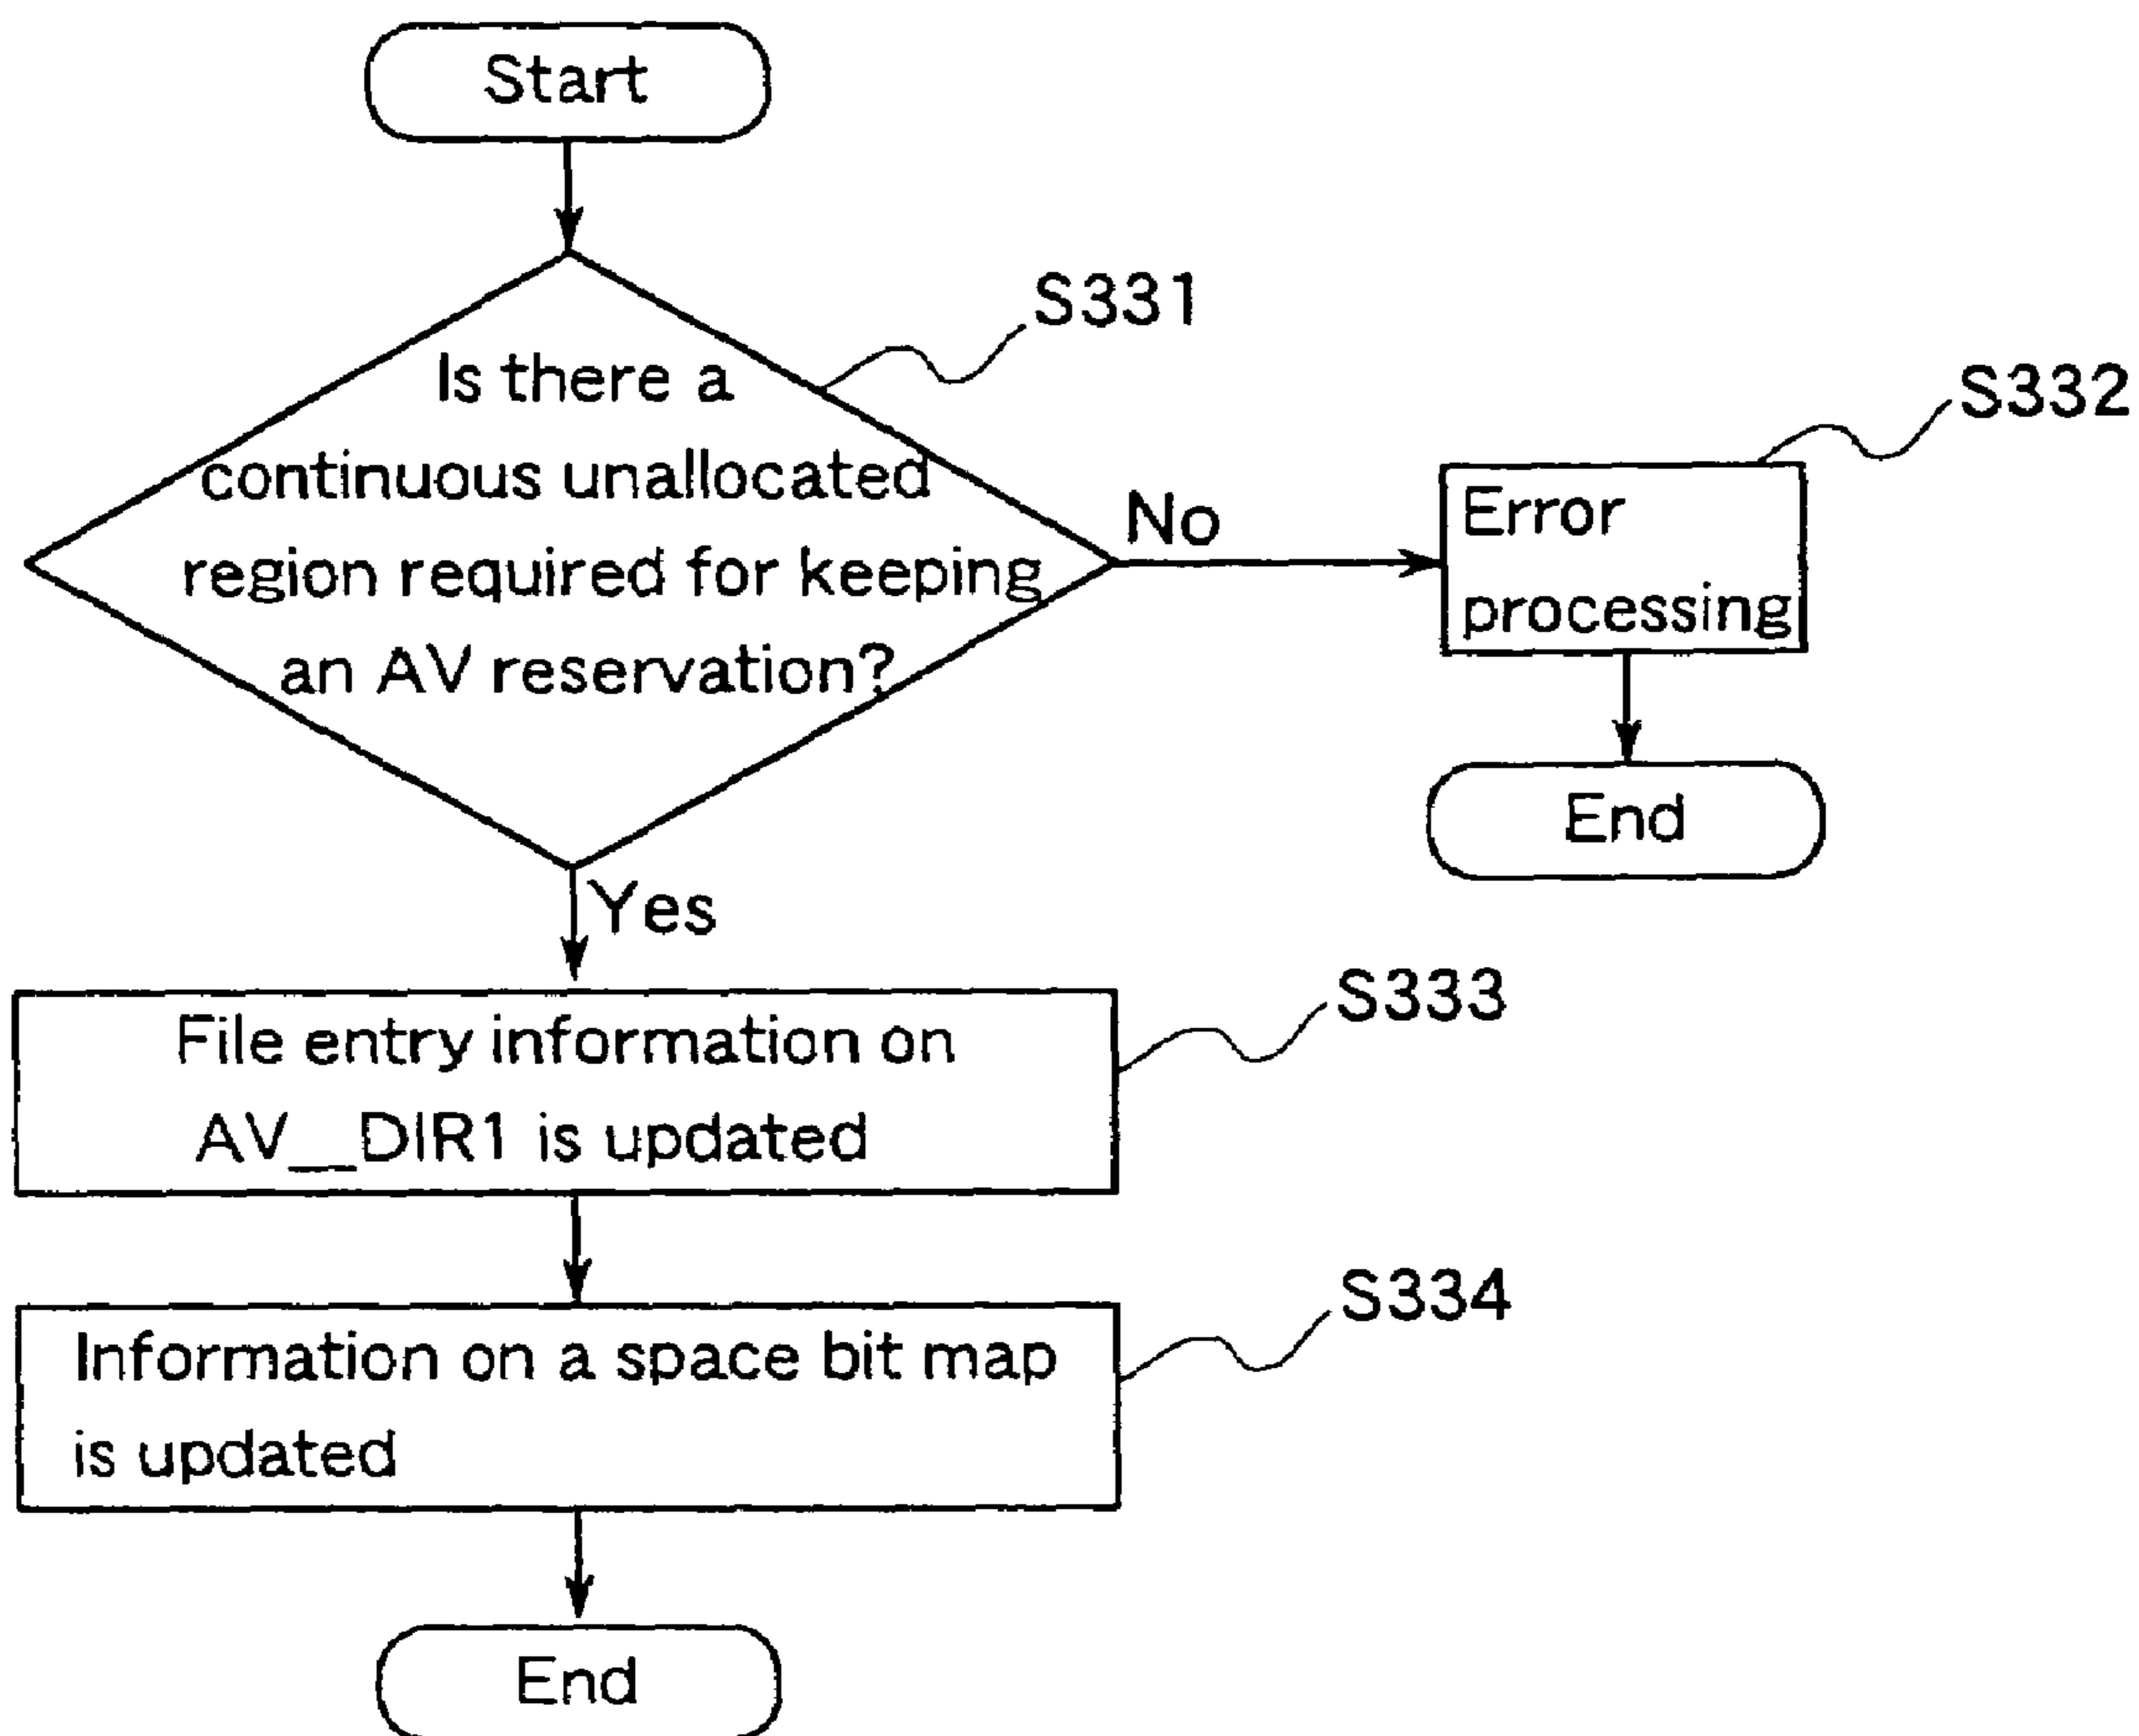 Start
S331
Is there a
continuous unallocated
region required for keeping
an AV reservation?
No
S332
Error
processing
End
Yes
S333
File entry information on
AV__DIR1 is updated
S334
Information on a space bit map
is updated
End